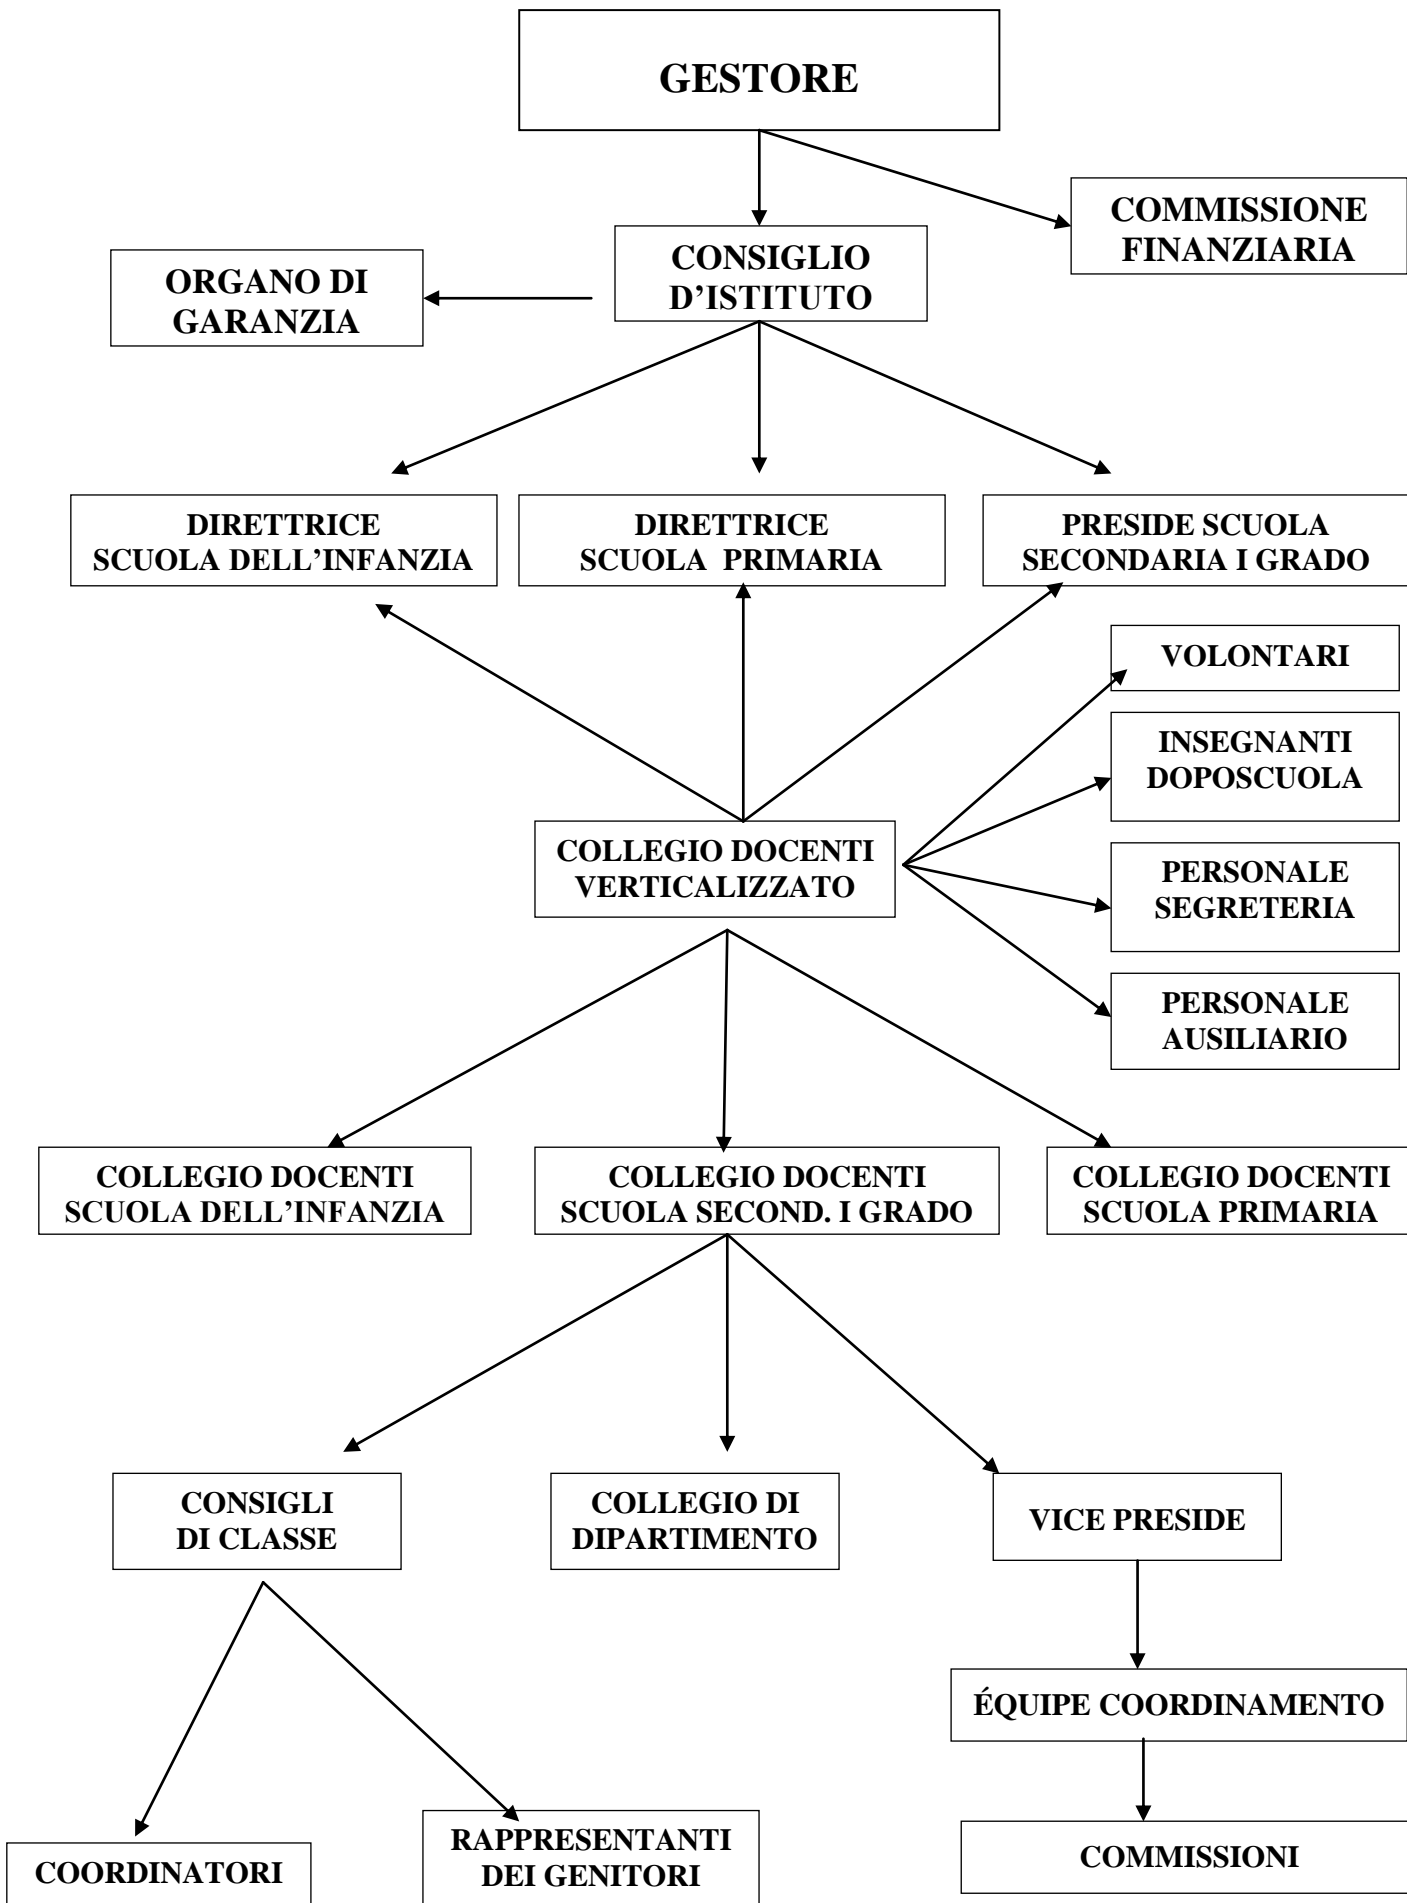 GESTORE
COMMISSIONE
FINANZIARIA
CONSIGLIO
D’ISTITUTO
ORGANO DI
GARANZIA
DIRETTRICE
SCUOLA DELL’INFANZIA
DIRETTRICE
SCUOLA PRIMARIA
PRESIDE SCUOLA
SECONDARIA I GRADO
VOLONTARI
INSEGNANTI
DOPOSCUOLA
COLLEGIO DOCENTI
VERTICALIZZATO
PERSONALE
SEGRETERIA
PERSONALE
AUSILIARIO
COLLEGIO DOCENTI
SCUOLA DELL’INFANZIA
COLLEGIO DOCENTI
SCUOLA SECOND. I GRADO
COLLEGIO DOCENTI
SCUOLA PRIMARIA
CONSIGLI
DI CLASSE
COLLEGIO DI
DIPARTIMENTO
VICE PRESIDE
ÉQUIPE COORDINAMENTO
COORDINATORI
RAPPRESENTANTI
DEI GENITORI
COMMISSIONI